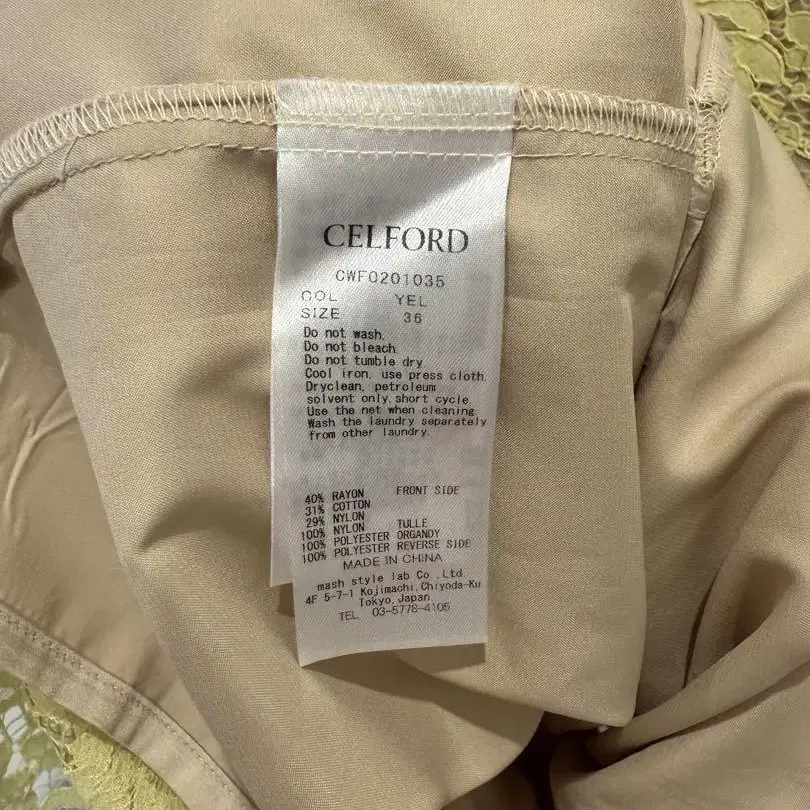 CELFORD
CWF0201035
COL YEL
SIZE 36
Do not wash.
Do not bleach.
Do not tumble dry
Cool iron, use press cloth.
Dryclean, petroleum
solvent only, short cycle
Use the net when cleaning.
Wash the laundry separately
from other laundry.
40% RAYON FRONT SIDE
31% COTTON
29% NYLON
100% NYLON TULLE
100% POLYESTER ORGANDY
100% POLYESTER REVERSE SIDE
MADE IN CHINA
mash style lab Co.,Ltd.
4F 5-7-1 Kojimachi, Chiyoda-Ku
Tokyo, Japan
TEL 03-5778-4105